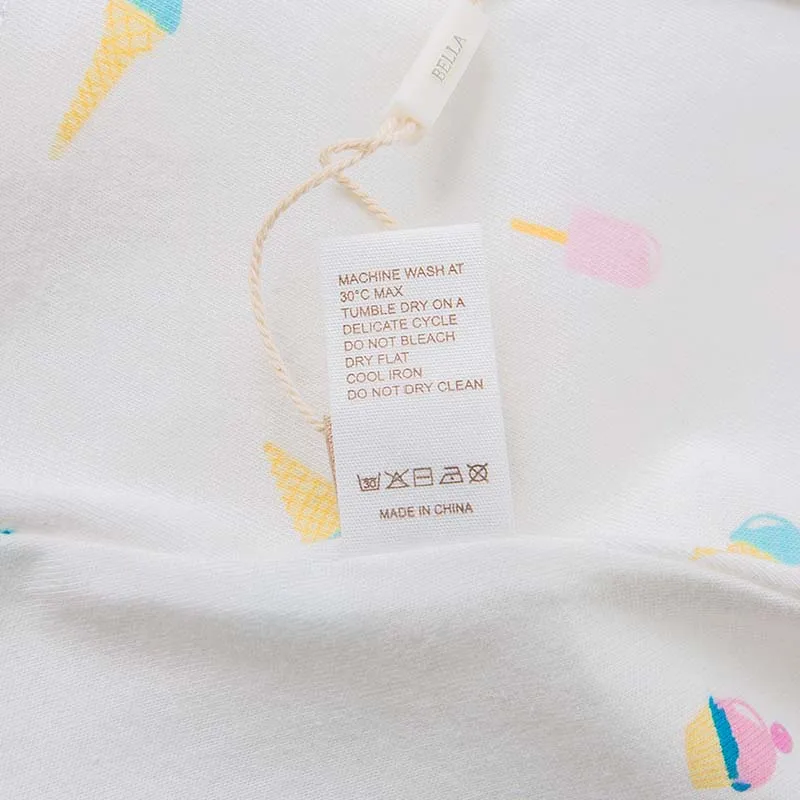 BELLA
MACHINE WASH AT
30°C MAX
TUMBLE DRY ON A
DELICATE CYCLE
DO NOT BLEACH
DRY FLAT
COOL IRON
DO NOT DRY CLEAN
30
MADE IN CHINA